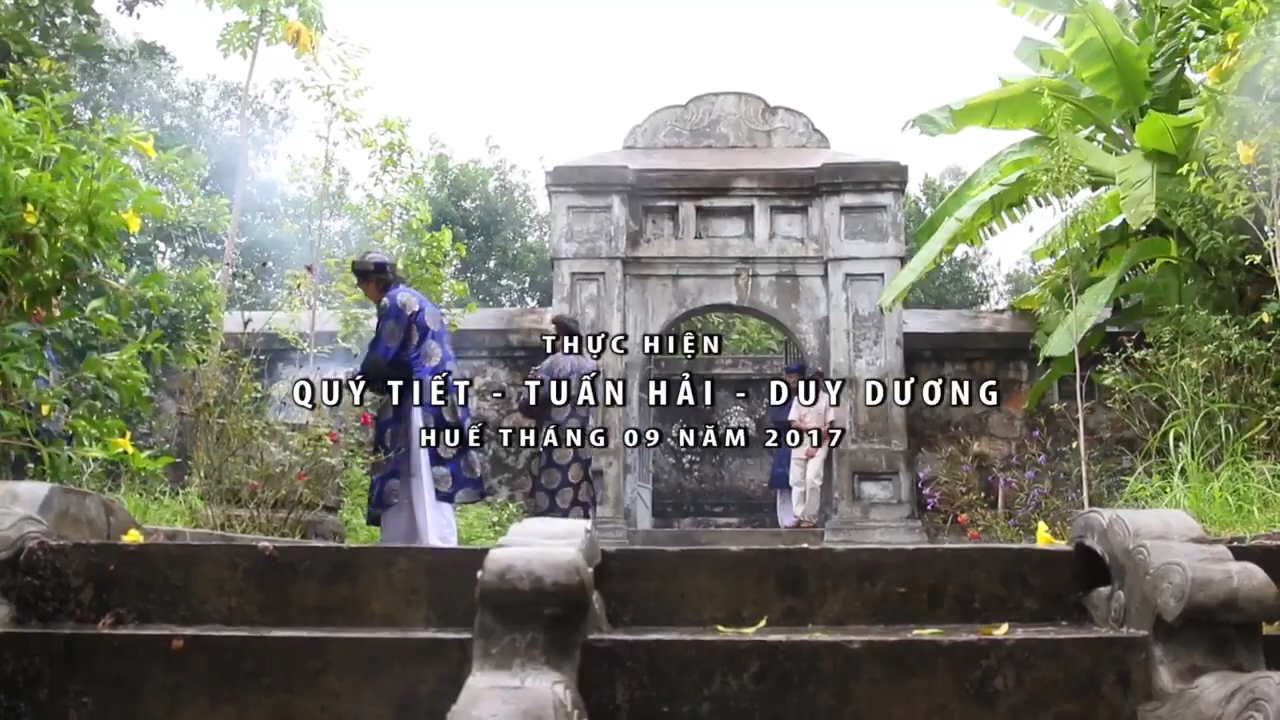 THỰC HIỆN
QUÝ TIẾT - TUẤN HẢI - DUY DƯƠNG
HUẾ THÁNG 09 NĂM 2017